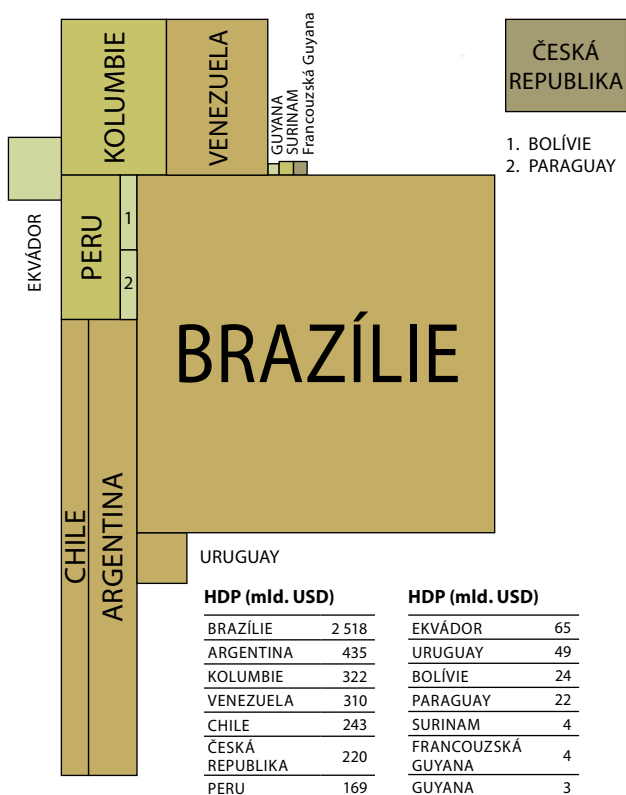 KOLUMBIE
VENEZUELA
GUYANA
SURINAM
Francouzská Guyana
ČESKÁ
REPUBLIKA
1. BOLÍVIE
2. PARAGUAY
EKVÁDOR
PERU
1
2
BRAZÍLIE
CHILE
ARGENTINA
URUGUAY
HDP (mld. USD)
BRAZÍLIE 2 518
ARGENTINA 435
KOLUMBIE 322
VENEZUELA 310
CHILE 243
ČESKÁ
REPUBLIKA 220
PERU 169
HDP (mld. USD)
EKVÁDOR 65
URUGUAY 49
BOLÍVIE 24
PARAGUAY 22
SURINAM 4
FRANCOUZSKÁ
GUYANA 4
GUYANA 3